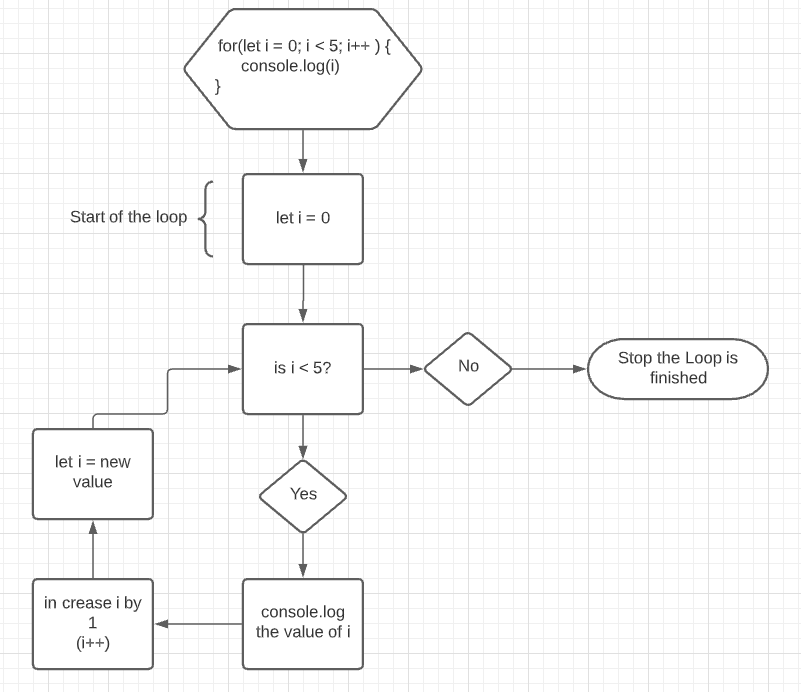 for(let i = 0; i < 5; i++ ) {
console.log(i)
}
Start of the loop
let i = 0
is i < 5?
No
Stop the Loop is
finished
let i = new
value
Yes
in crease i by
1
(i++)
console.log
the value of i